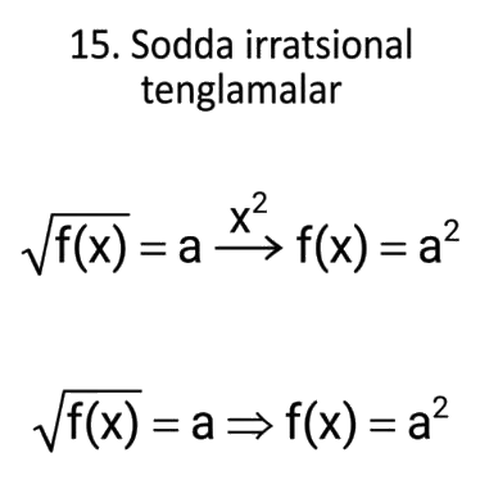 15. Sodda irratsional
tenglamalar
√f(x) = a →x² f(x) = a²
√f(x) = a ⇒ f(x) = a²